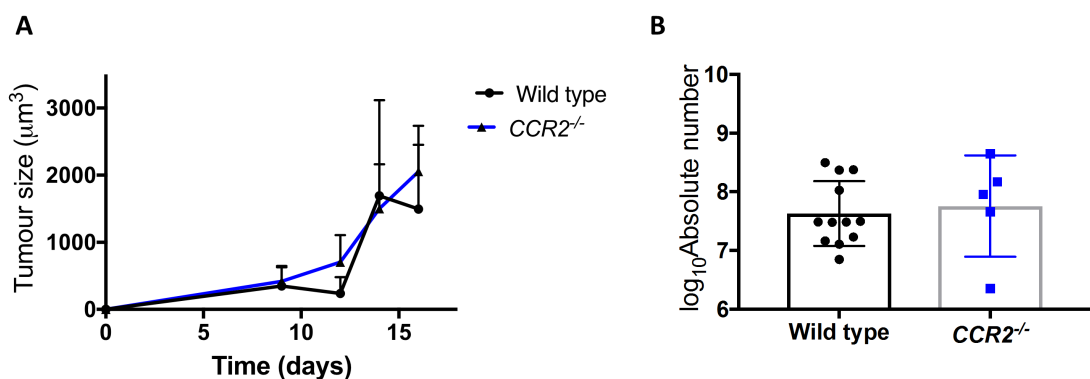 A
Tumour size (μm³)
3000
2000
1000
0
0
5
10
15
Time (days)
Wild type
CCR2-/-
B
log₁₀Absolute number
10
9
8
7
6
Wild type
CCR2-/-